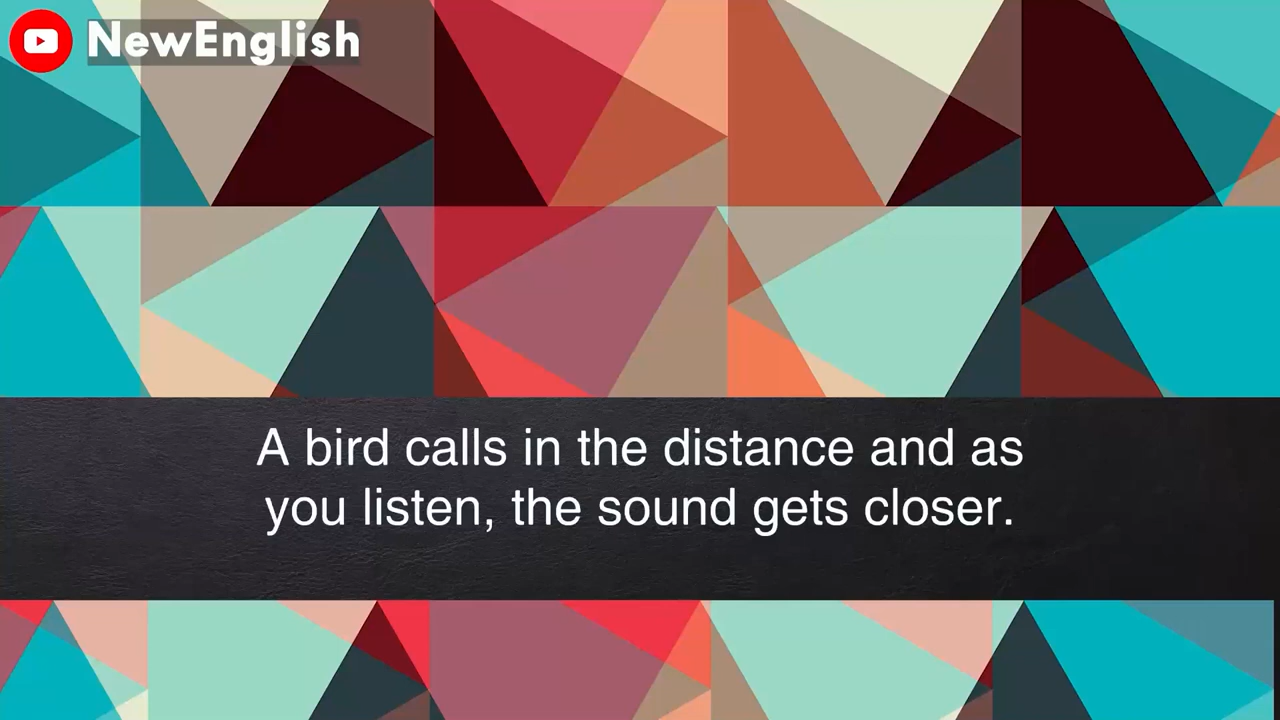 NewEnglish
A bird calls in the distance and as
you listen, the sound gets closer.